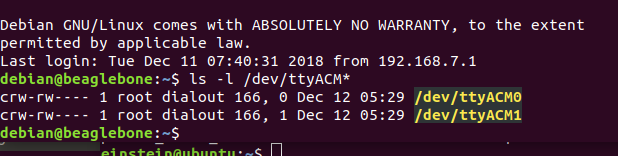 Debian GNU/Linux comes with ABSOLUTELY NO WARRANTY, to the extent
permitted by applicable law.
Last login: Tue Dec 11 07:40:31 2018 from 192.168.7.1
debian@beaglebone:~$ ls -l /dev/ttyACM*
crw-rw---- 1 root dialout 166, 0 Dec 12 05:29 /dev/ttyACM0
crw-rw---- 1 root dialout 166, 1 Dec 12 05:29 /dev/ttyACM1
debian@beaglebone:~$
einstein@ubuntu:~$